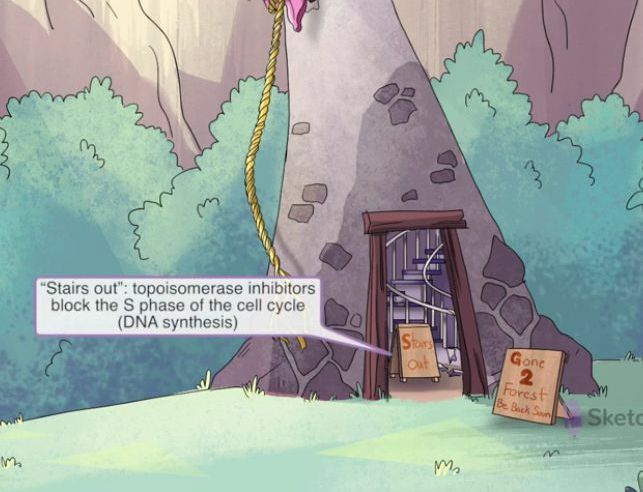 “Stairs out”: topoisomerase inhibitors
block the S phase of the cell cycle
(DNA synthesis)
Stairs
Out
Gone
2
Forest
Be Back Soon
Sketc